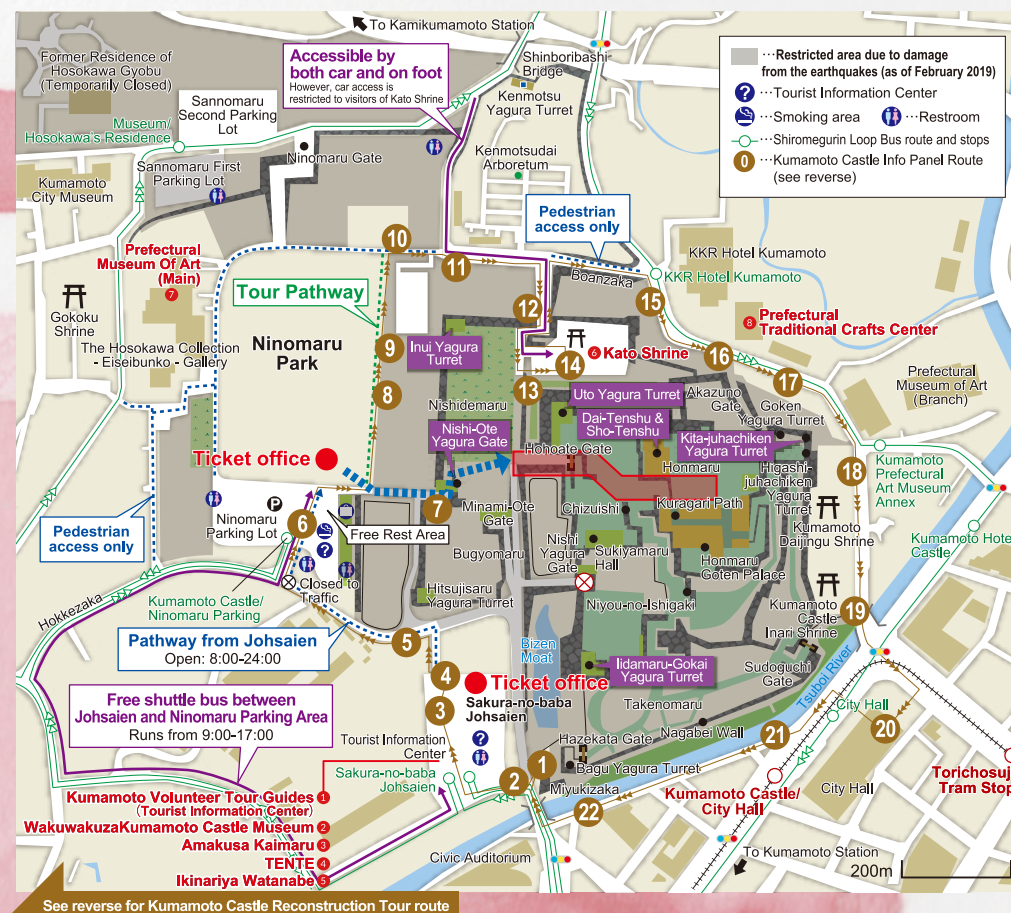 To Kamikumamoto Station
Former Residence of
Hosokawa Gyobu
(Temporarily Closed)
Accessible by
both car and on foot
However, car access is
restricted to visitors of Kato Shrine
Shinboribashi
Bridge
Kenmotsu
Yagura Turret
Sannomaru
Second Parking
Lot
Museum/
Hosokawa's Residence
Ninomaru Gate
Kenmotsudai
Arboretum
Sannomaru First
Parking Lot
Kumamoto
City Museum
…Restricted area due to damage
from the earthquakes (as of February 2019)
? …Tourist Information Center
…Smoking area
…Restroom
…Shiromegurin Loop Bus route and stops
0 …Kumamoto Castle Info Panel Route
(see reverse)
Pedestrian
access only
10
11
Boanzaka
KKR Hotel Kumamoto
KKR Hotel Kumamoto
Prefectural
Museum Of Art
(Main)
7
Tour Pathway
12
15
8
Prefectural
Traditional Crafts Center
Gokoku
Shrine
The Hosokawa Collection
- Eiseibunko - Gallery
Ninomaru
Park
9
Inui Yagura
Turret
6 Kato Shrine
14
16
8
13
17
Prefectural
Museum of Art
(Branch)
Nishidemaru
Uto Yagura Turret
Akazuno
Gate
Goken
Yagura Turret
Nishi-Ote
Yagura Gate
Dai-Tenshu &
Sho-Tenshu
Kita-juhachiken
Yagura Turret
Hohoate Gate
Honmaru
Higashi-
juhachiken
Yagura
Turret
18
Kumamoto
Prefectural
Art Museum
Annex
Ticket office
7
Minami-Ote
Gate
Chizuishi
Kuragari Path
Pedestrian
access only
P
Ninomaru
Parking Lot
6
?
Free Rest Area
Bugyomaru
Nishi
Yagura
Gate
Sukiyamaru
Hall
Honmaru
Goten Palace
Kumamoto
Daijingu Shrine
Kumamoto Hote
Castle
Closed to
Traffic
Hitsujisaru
Yagura Turret
Niyou-no-Ishigaki
Kumamoto
Castle
Inari Shrine
19
Hokkezaka
Kumamoto Castle/
Ninomaru Parking
Pathway from Johsaien
Open: 8:00-24:00
5
Bizen
Moat
Iidamaru-Gokai
Yagura Turret
Sudoguchi
Gate
Tsuboi River
4
Ticket office
Sakura-no-baba
Johsaien
3
Takenomaru
City Hall
20
Free shuttle bus between
Johsaien and Ninomaru Parking Area
Runs from 9:00-17:00
Tourist Information
Center
?
Hazekata Gate
Nagabei Wall
21
1
Bagu Yagura Turret
Sakura-no-baba
Johsaien
2
Miyukizaka
22
Kumamoto Castle/
City Hall
City Hall
Torichosuj
Tram Stop
Kumamoto Volunteer Tour Guides 1
(Tourist Information Center)
WakuwakuzaKumamoto Castle Museum 2
Amakusa Kaimaru 3
TENTE 4
Ikinariya Watanabe 5
Civic Auditorium
To Kumamoto Station
200m
See reverse for Kumamoto Castle Reconstruction Tour route